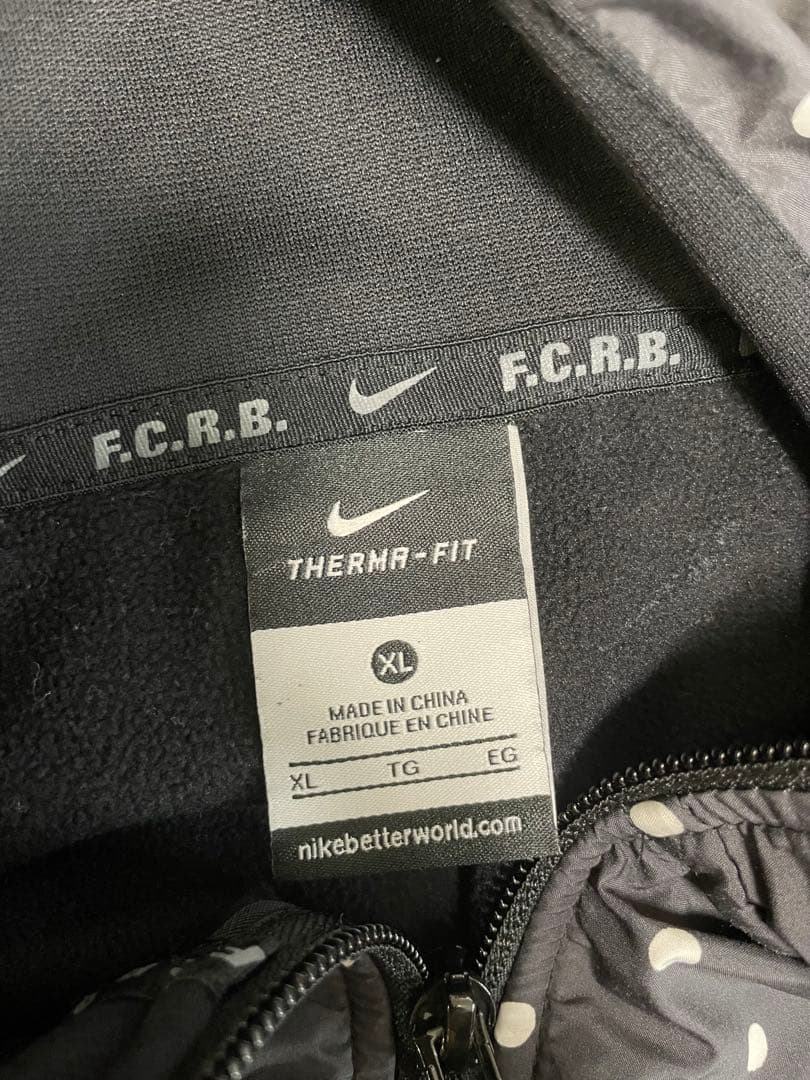 F.C.R.B. F.C.R.B.
THERMA-FIT
XL
MADE IN CHINA
FABRIQUE EN CHINE
XL TG EG
nikebetterworld.com